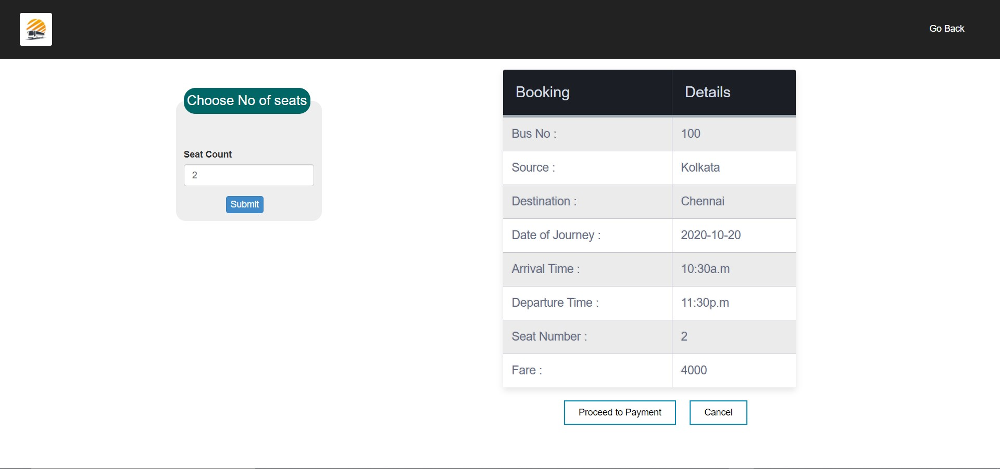 Go Back
Choose No of seats
Seat Count
2
Submit
Booking Details
Bus No : 100
Source : Kolkata
Destination : Chennai
Date of Journey : 2020-10-20
Arrival Time : 10:30a.m
Departure Time : 11:30p.m
Seat Number : 2
Fare : 4000
Proceed to Payment Cancel